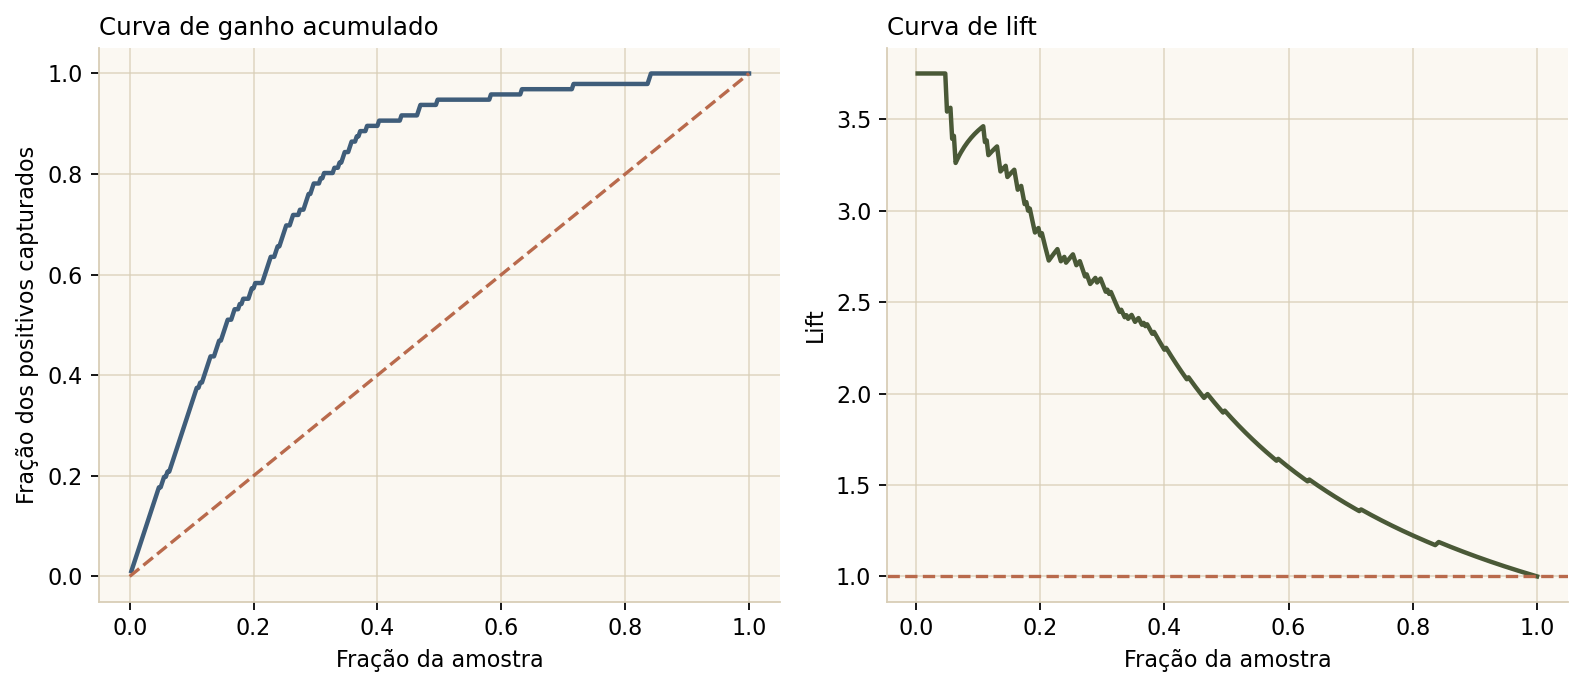 Curva de ganho acumulado
Fração dos positivos capturados
1.0
0.8
0.6
0.4
0.2
0.0
0.0 0.2 0.4 0.6 0.8 1.0
Fração da amostra
Curva de lift
Lift
3.5
3.0
2.5
2.0
1.5
1.0
0.0 0.2 0.4 0.6 0.8 1.0
Fração da amostra